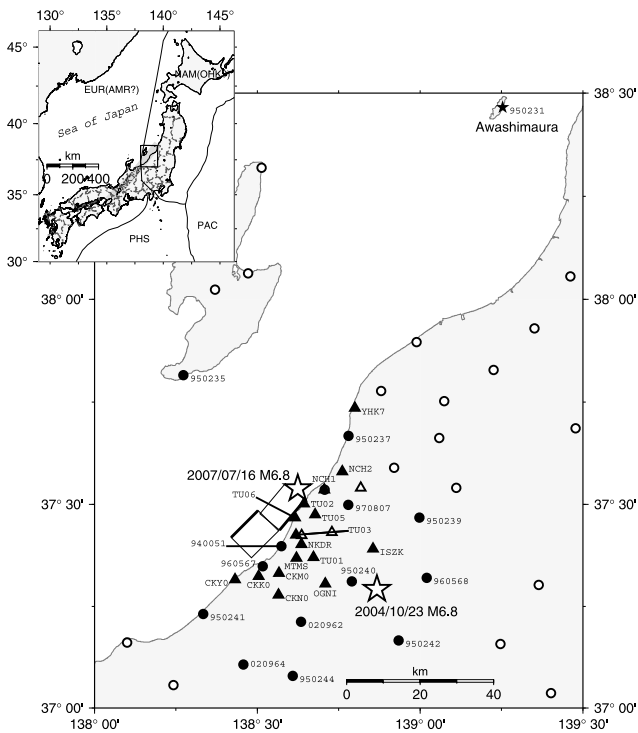 130° 135° 140° 145°
45°
40°
35°
30°
EUR(AMR?)
NAM(OHK?)
Sea of Japan
km
0 200 400
PHS
PAC
38° 30'
38° 00'
37° 30'
37° 00'
138° 00' 138° 30' 139° 00' 139° 30'
950231
Awashimaura
950235
YHK7
950237
2007/07/16 M6.8
NCH1
NCH2
TU06
TU02
970807
TU05
950239
TU03
940051
NKDR
ISZK
960567
MTMS
TU01
950240
960568
CKY0
CKK0
CKM0
OGNI
CKN0
2004/10/23 M6.8
950241
020962
950242
020964
950244
km
0 20 40